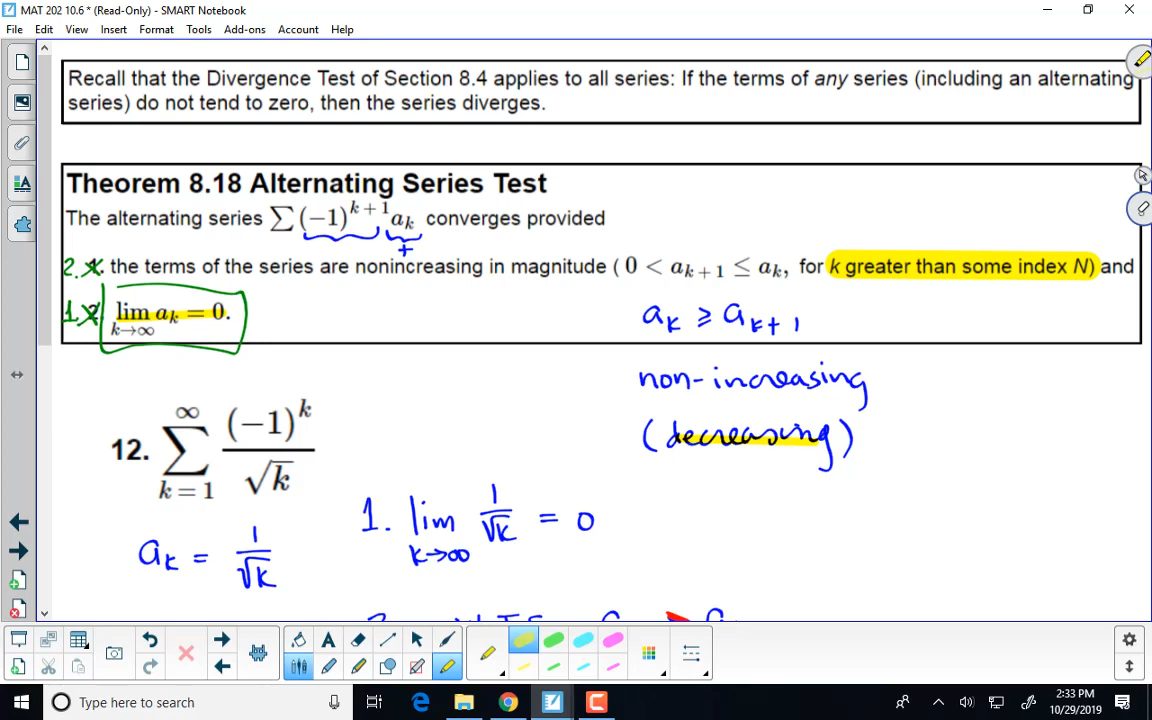 MAT 202 10.6 * (Read-Only) - SMART Notebook
File Edit View Insert Format Tools Add-ons Account Help
Recall that the Divergence Test of Section 8.4 applies to all series: If the terms of any series (including an alternating
series) do not tend to zero, then the series diverges.
Theorem 8.18 Alternating Series Test
The alternating series ∑(−1)^{k+1} a_k converges provided
+
2. the terms of the series are nonincreasing in magnitude ( 0 < a_{k+1} ≤ a_k, for k greater than some index N) and
1. lim_{k→∞} a_k = 0.
a_k ≥ a_{k+1}
non-increasing
(decreasing)
12. ∑_{k=1}^{∞} (−1)^k / √k
1. lim_{k→∞} 1/√k = 0
a_k = 1/√k
Type here to search
2:33 PM
10/29/2019